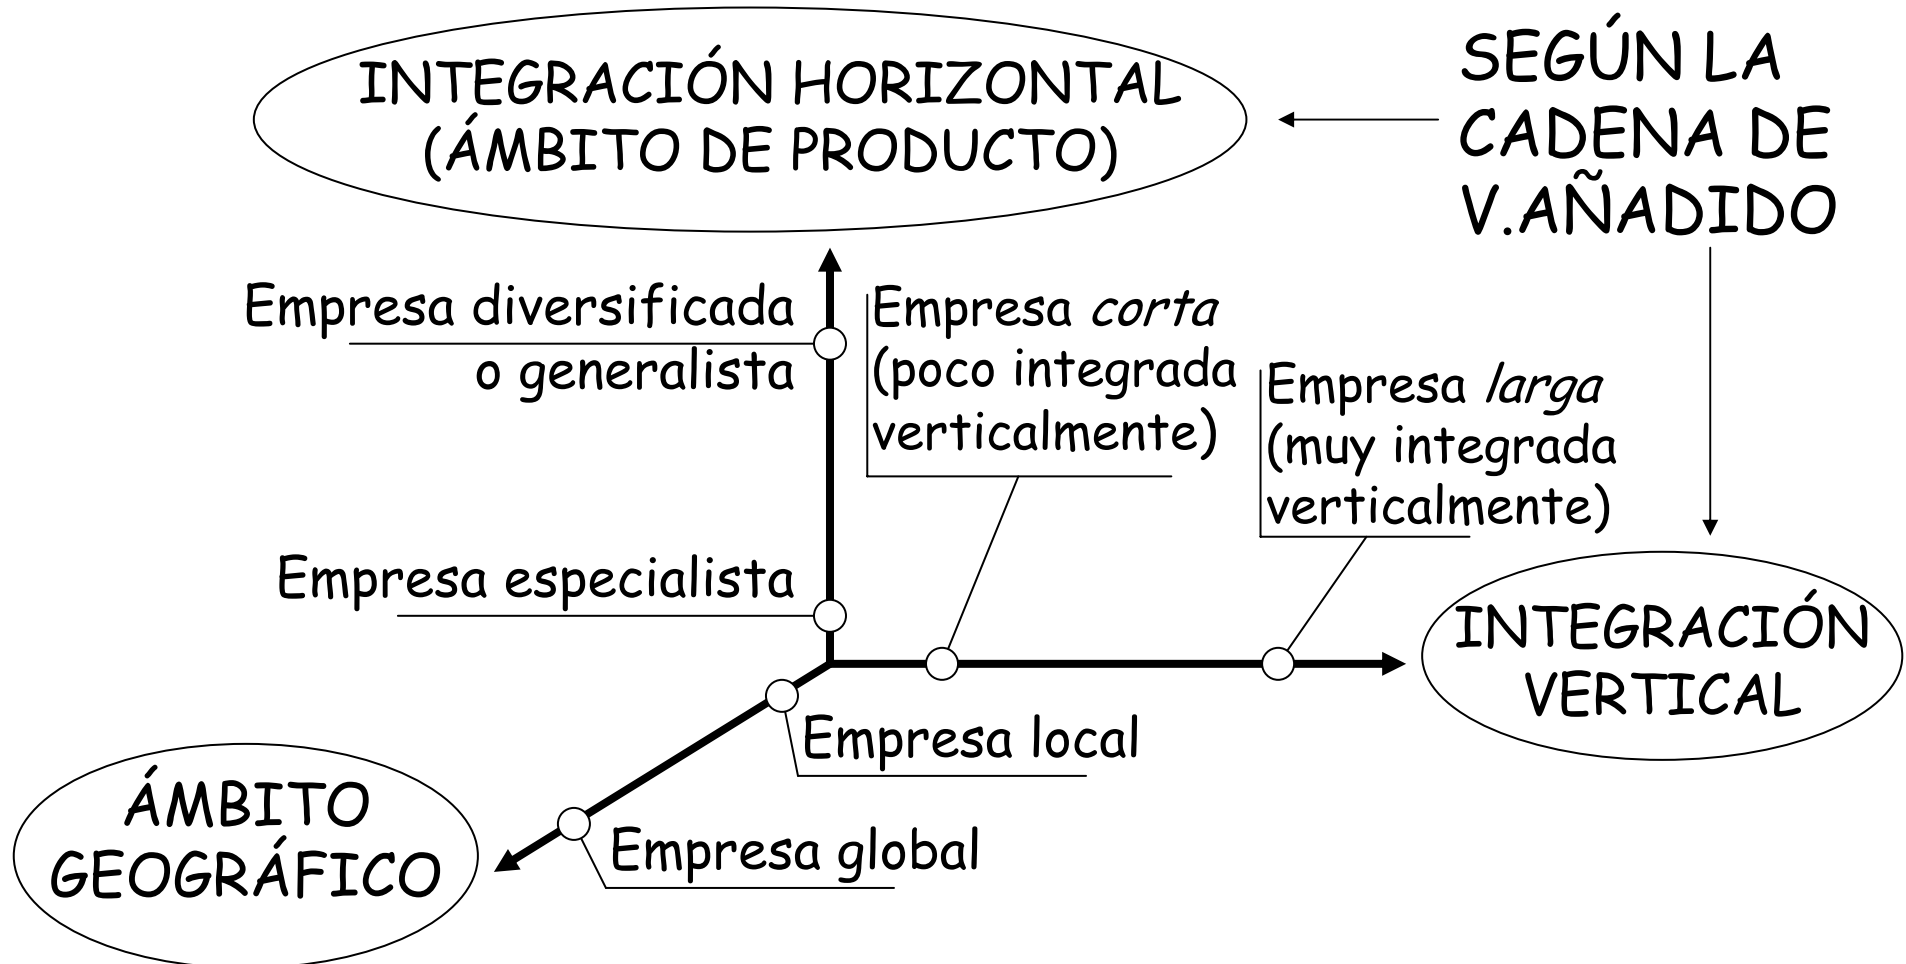 INTEGRACIÓN HORIZONTAL
(ÁMBITO DE PRODUCTO)
SEGÚN LA
CADENA DE
V.AÑADIDO
Empresa diversificada
o generalista
Empresa corta
(poco integrada
verticalmente)
Empresa larga
(muy integrada
verticalmente)
Empresa especialista
INTEGRACIÓN
VERTICAL
Empresa local
ÁMBITO
GEOGRÁFICO
Empresa global